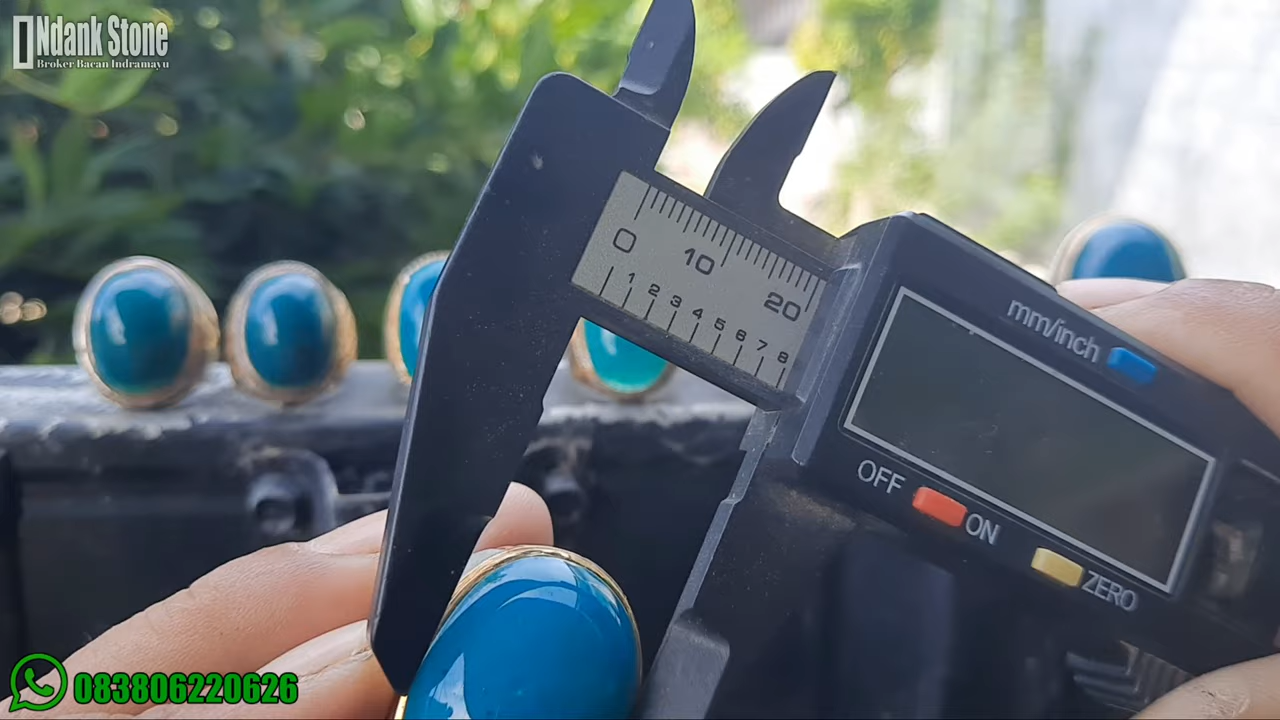 Ndank Stone
Broker Bacan Indramayu
0 10 20
1 2 3 4 5 6 7 8
mm/inch
OFF ON
ZERO
083806220626